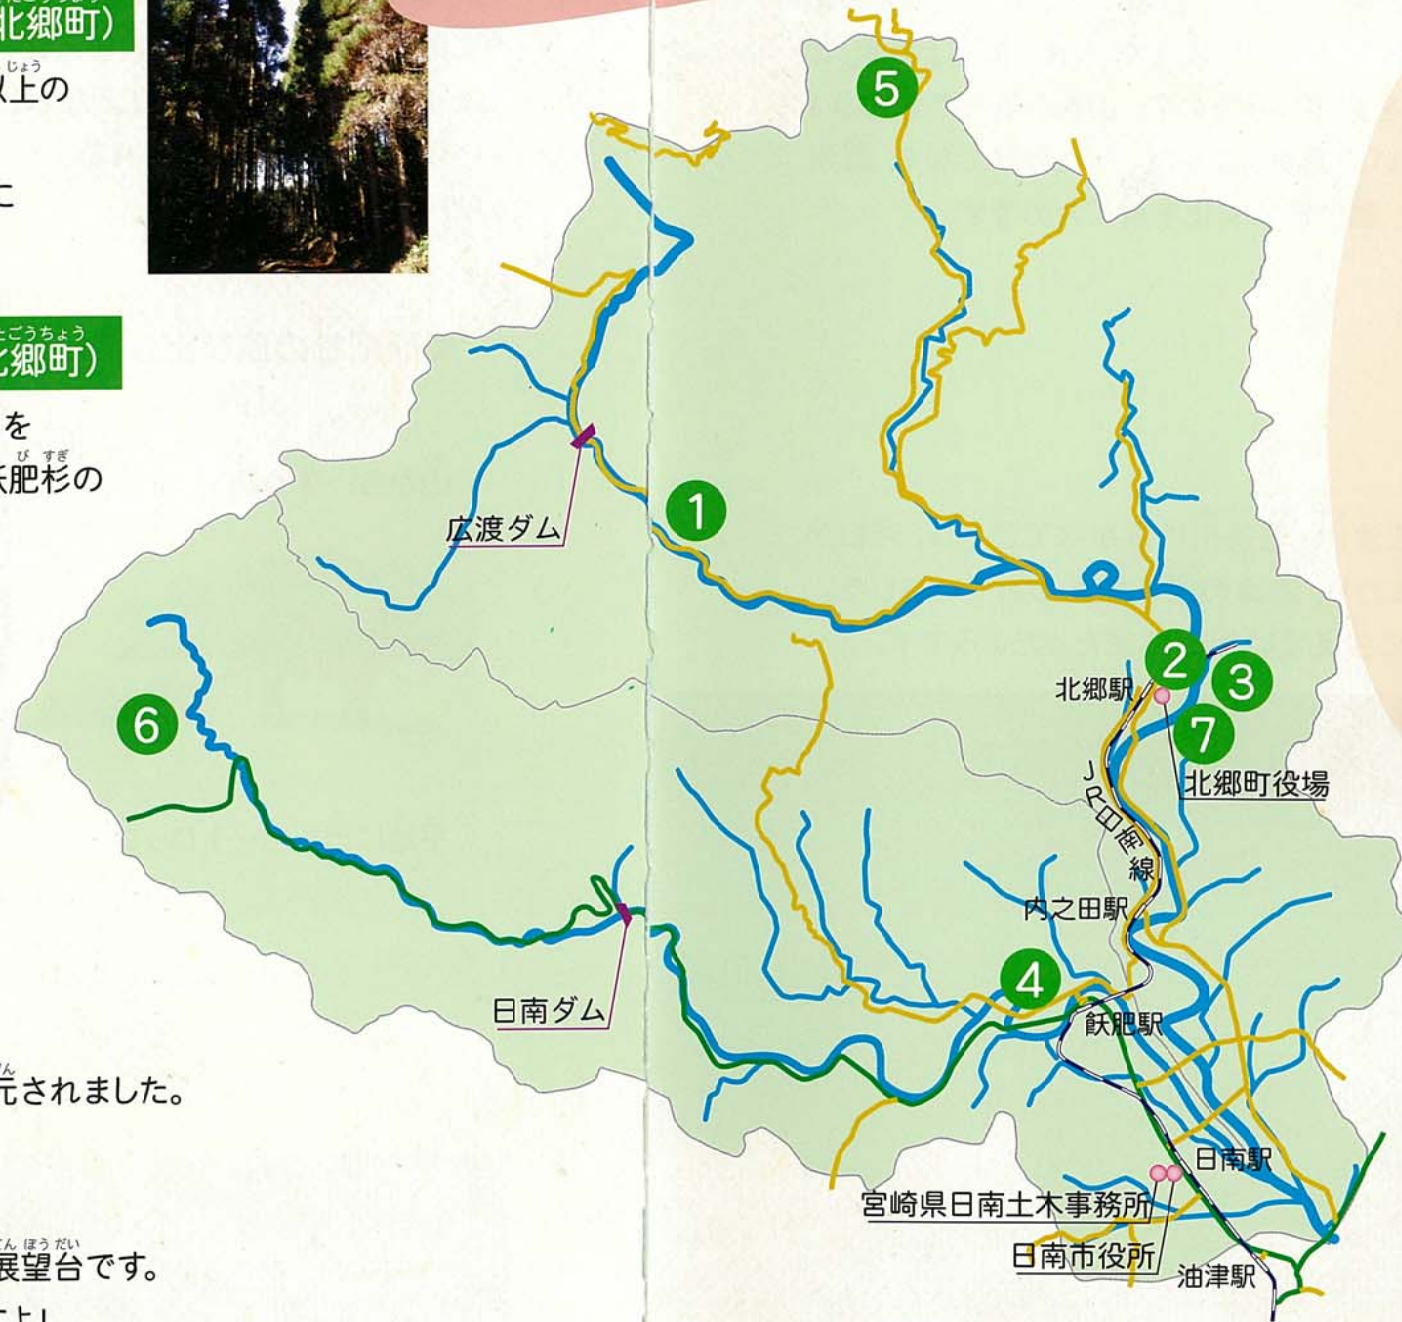 北郷町)
じょう
以上の
に
ごうちょう
郷町)
を
び すぎ
飫肥杉の
元されました。
ん ぼう だい
展望台です。
5
広渡ダム
1
2
3
北郷駅
7
北郷町役場
6
JR日南線
内之田駅
4
日南ダム
飫肥駅
日南駅
宮崎県日南土木事務所
日南市役所
油津駅